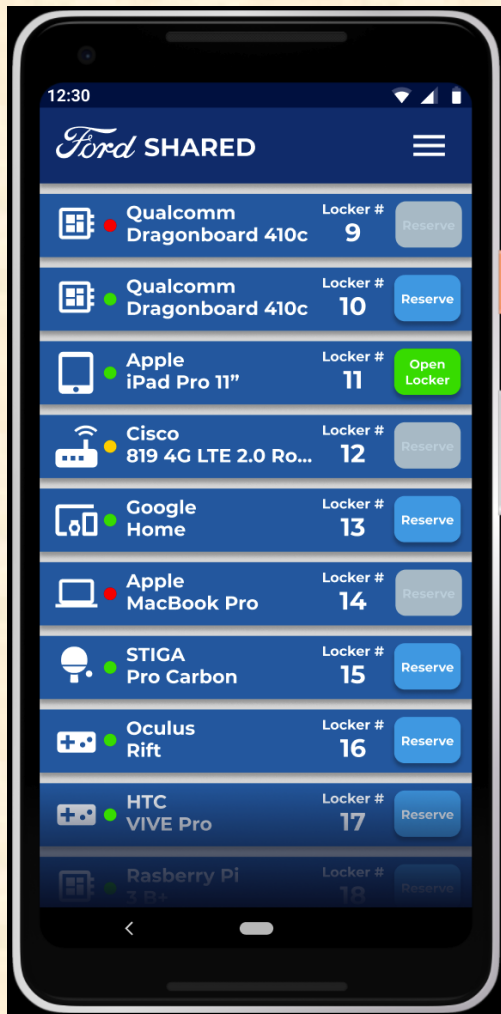 12:30
Ford SHARED
Qualcomm
Dragonboard 410c
Locker #
9
Reserve
Qualcomm
Dragonboard 410c
Locker #
10
Reserve
Apple
iPad Pro 11”
Locker #
11
Open
Locker
Cisco
819 4G LTE 2.0 Ro...
Locker #
12
Reserve
Google
Home
Locker #
13
Reserve
Apple
MacBook Pro
Locker #
14
Reserve
STIGA
Pro Carbon
Locker #
15
Reserve
Oculus
Rift
Locker #
16
Reserve
HTC
VIVE Pro
Locker #
17
Reserve
Rasberry Pi
3 B+
Locker #
18
Reserve